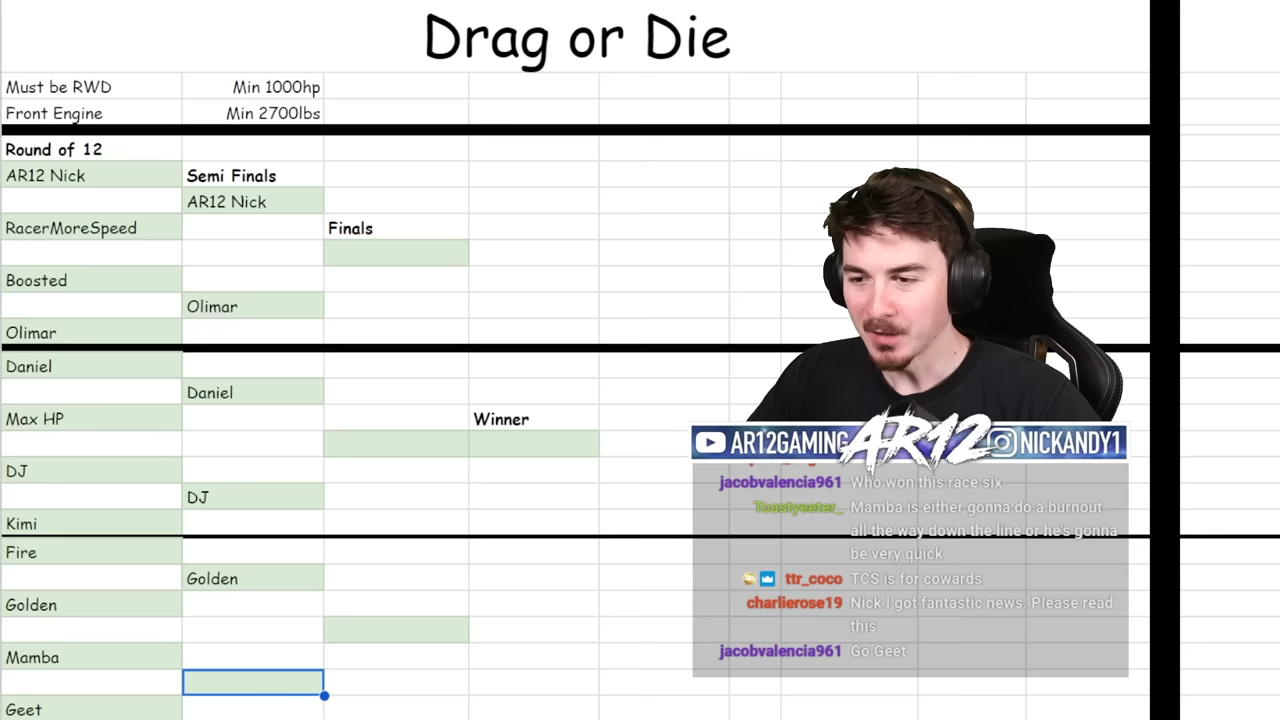 Drag or Die
Must be RWD Min 1000hp
Front Engine Min 2700lbs
Round of 12
AR12 Nick Semi Finals
AR12 Nick
RacerMoreSpeed Finals
Boosted
Olimar
Olimar
Daniel
Daniel
Max HP Winner
DJ
DJ
Kimi
Fire
Golden
Golden
Mamba
Geet
AR12GAMING AR12 NICKANDY1
jacobvalencia961 Who won this race six
Toastyeeter_ Mamba is either gonna do a burnout
all the way down the line or he's gonna
be very quick
ttr_coco TCS is for cowards
charlierose19 Nick I got fantastic news. Please read
this
jacobvalencia961 Go Geet